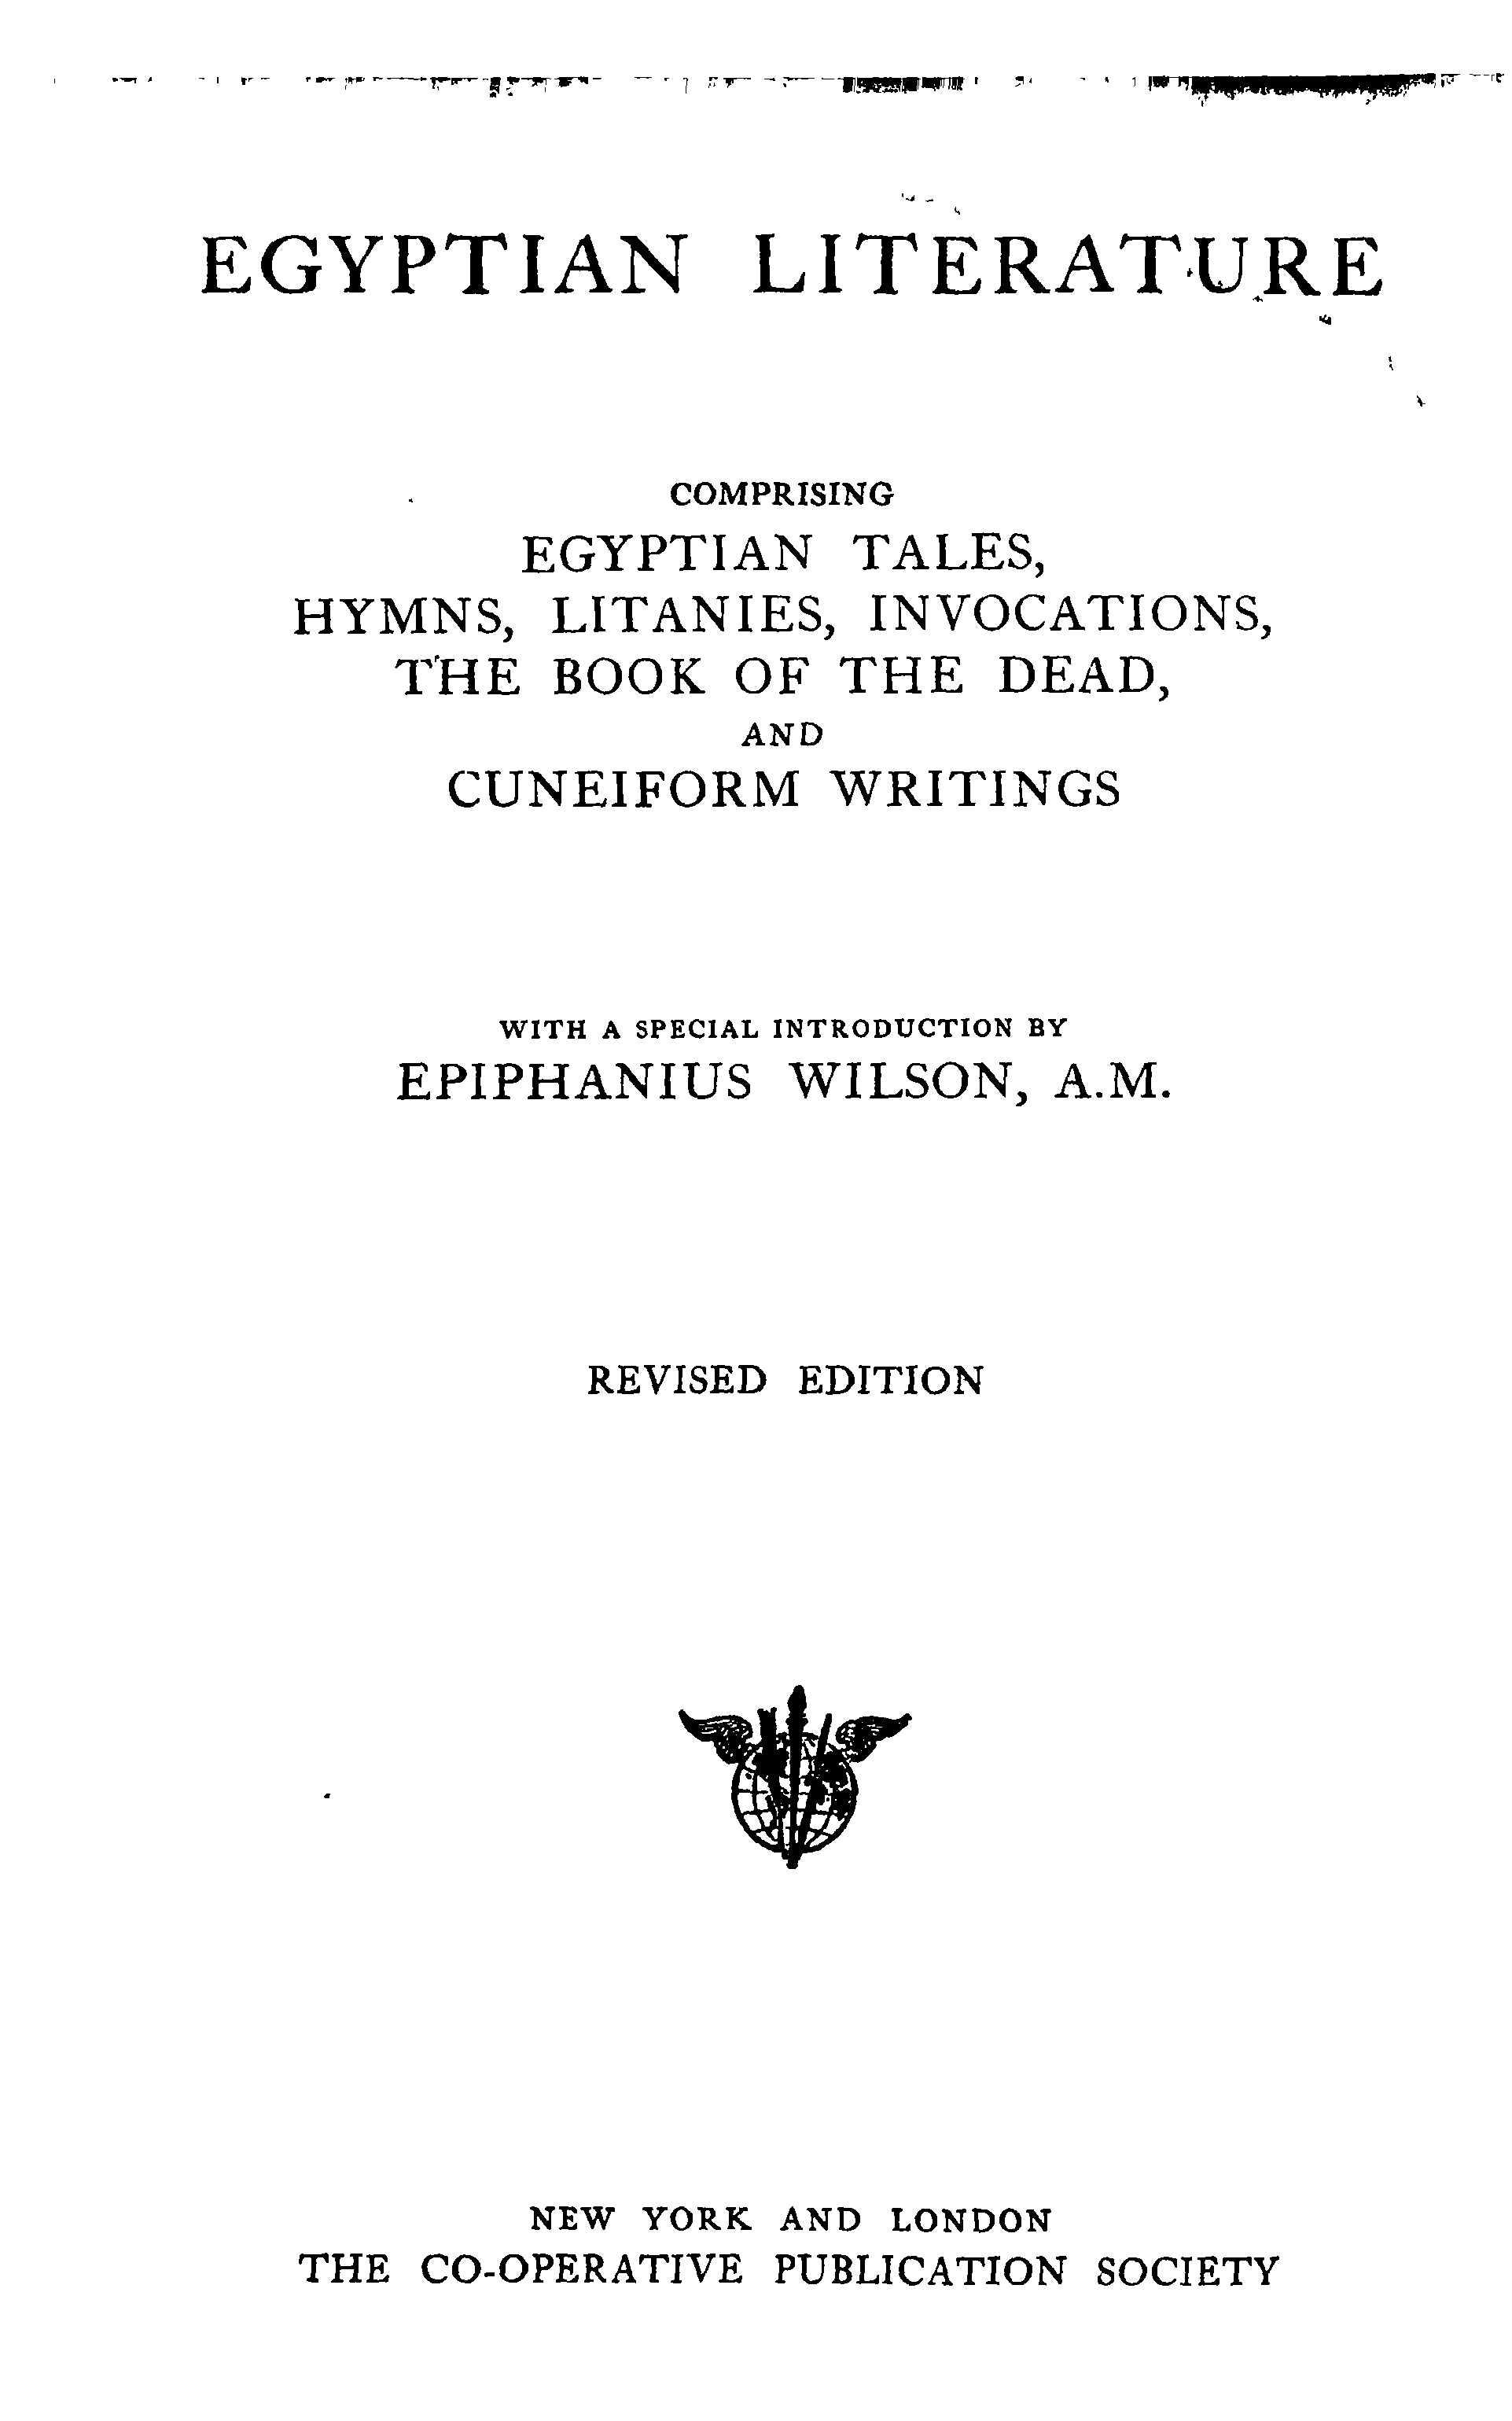 EGYPTIAN LITERATURE
COMPRISING
EGYPTIAN TALES,
HYMNS, LITANIES, INVOCATIONS,
THE BOOK OF THE DEAD,
AND
CUNEIFORM WRITINGS
WITH A SPECIAL INTRODUCTION BY
EPIPHANIUS WILSON, A.M.
REVISED EDITION
NEW YORK AND LONDON
THE CO-OPERATIVE PUBLICATION SOCIETY